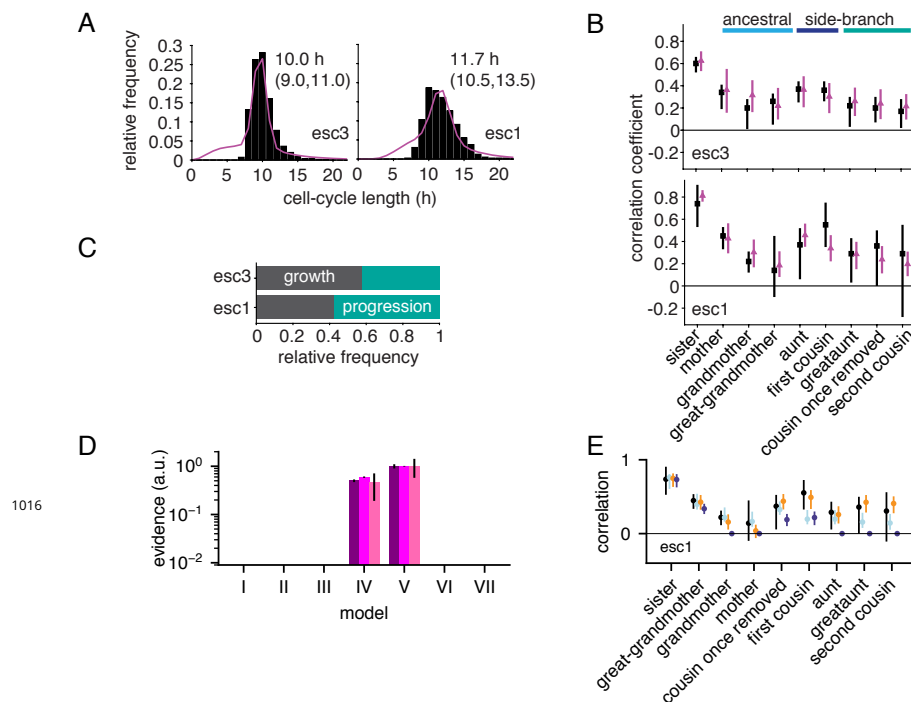 A
relative frequency
0.3
0.25
0.2
0.15
0.1
0.05
0
10.0 h
(9.0,11.0)
esc3
11.7 h
(10.5,13.5)
esc1
0 5 10 15 20 0 5 10 15 20
cell-cycle length (h)
B
ancestral side-branch
correlation coefficient
0.8
0.6
0.4
0.2
0
-0.2
esc3
0.8
0.6
0.4
0.2
0
-0.2
esc1
sister
mother
grandmother
great-grandmother
aunt
first cousin
greataunt
cousin once removed
second cousin
C
esc3 growth
esc1 progression
0 0.2 0.4 0.6 0.8 1
relative frequency
D
evidence (a.u.)
10⁰
10⁻¹
10⁻²
I II III IV V VI VII
model
1016
E
correlation
1
0
esc1
sister
great-grandmother
grandmother
mother
cousin once removed
first cousin
aunt
greataunt
second cousin